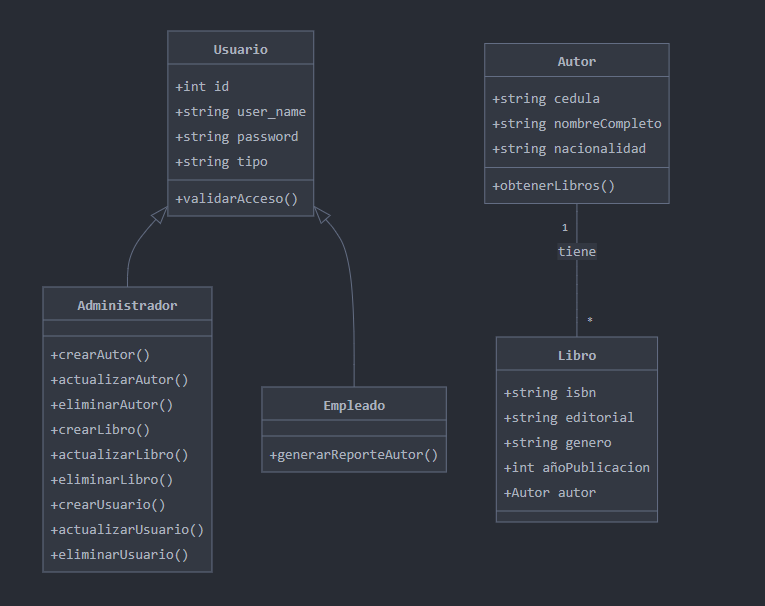 Usuario
+int id
+string user_name
+string password
+string tipo
+validarAcceso()
Autor
+string cedula
+string nombreCompleto
+string nacionalidad
+obtenerLibros()
1
tiene
*
Administrador
+crearAutor()
+actualizarAutor()
+eliminarAutor()
+crearLibro()
+actualizarLibro()
+eliminarLibro()
+crearUsuario()
+actualizarUsuario()
+eliminarUsuario()
Empleado
+generarReporteAutor()
Libro
+string isbn
+string editorial
+string genero
+int añoPublicacion
+Autor autor